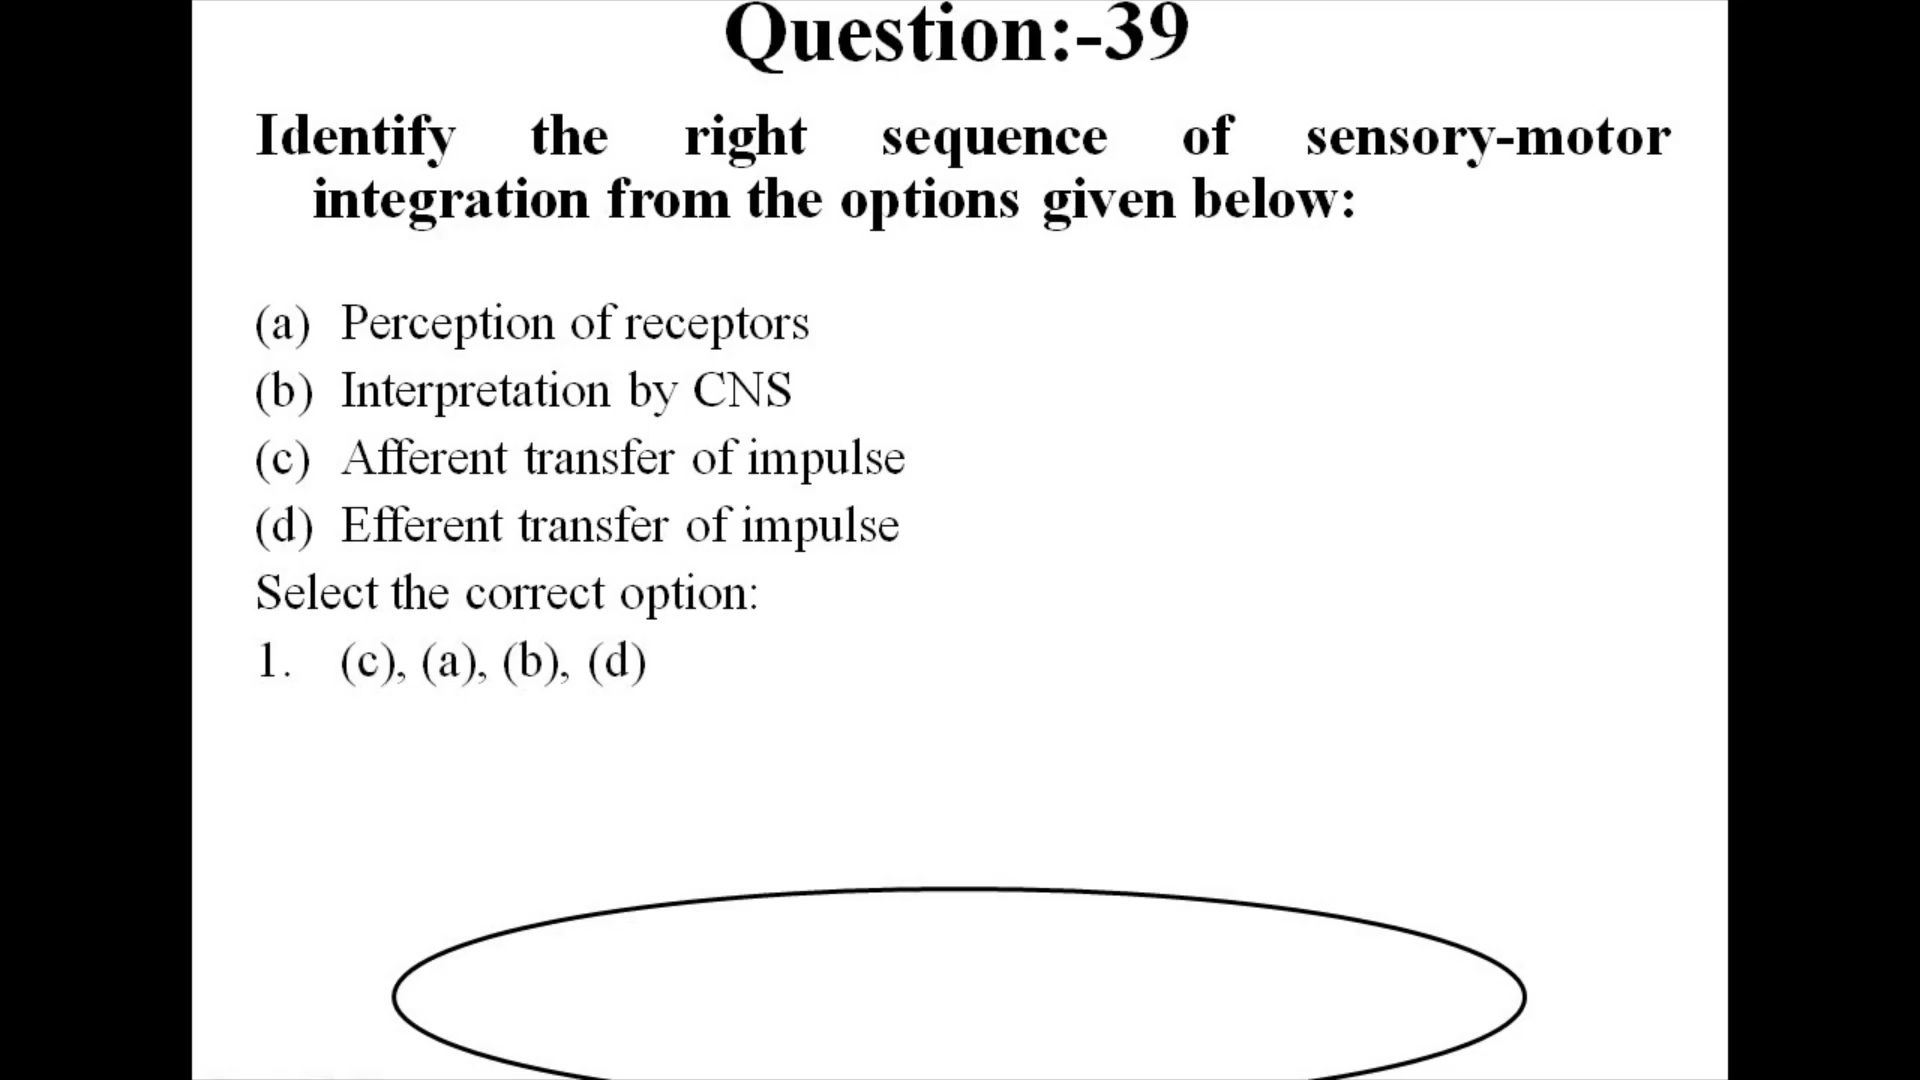 Question:-39
Identify the right sequence of sensory-motor
integration from the options given below:
(a) Perception of receptors
(b) Interpretation by CNS
(c) Afferent transfer of impulse
(d) Efferent transfer of impulse
Select the correct option:
1. (c), (a), (b), (d)